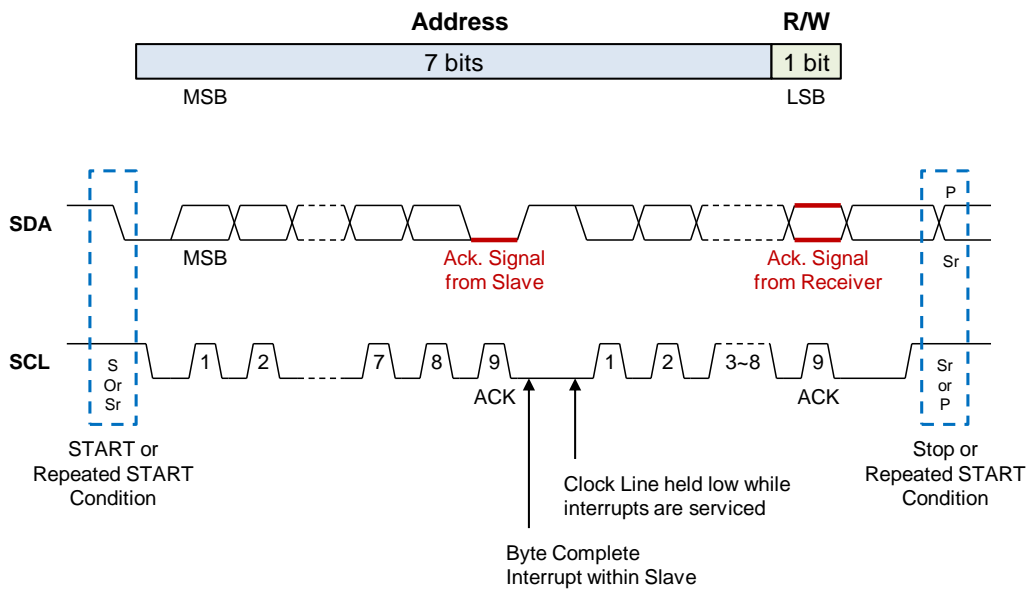 Address R/W
7 bits 1 bit
MSB LSB
SDA P
MSB Ack. Signal from Slave Ack. Signal from Receiver Sr
SCL S Or Sr 1 2 7 8 9 1 2 3~8 9 Sr or P
ACK ACK
START or
Repeated START
Condition
Stop or
Repeated START
Condition
Clock Line held low while
interrupts are serviced
Byte Complete
Interrupt within Slave